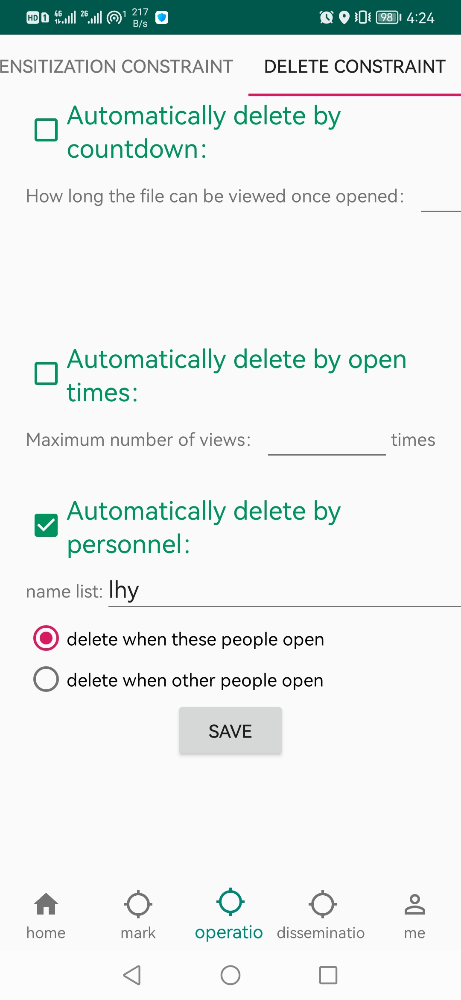 HD 1 4G 2G 1 217 B/s 98 4:24
ENSITIZATION CONSTRAINT DELETE CONSTRAINT
Automatically delete by
countdown:
How long the file can be viewed once opened:
Automatically delete by open
times:
Maximum number of views: times
Automatically delete by
personnel:
name list: lhy
delete when these people open
delete when other people open
SAVE
home mark operatio disseminatio me